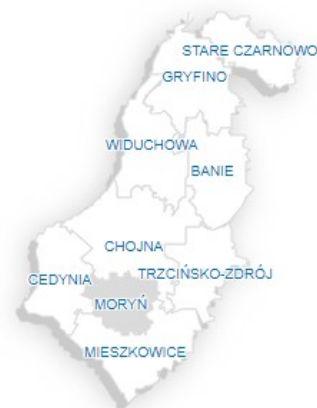 STARE CZARNOWO
GRYFINO
WIDUCHOWA
BANIE
CHOJNA
TRZCIŃSKO-ZDRÓJ
CEDYNIA
MORYŃ
MIESZKOWICE